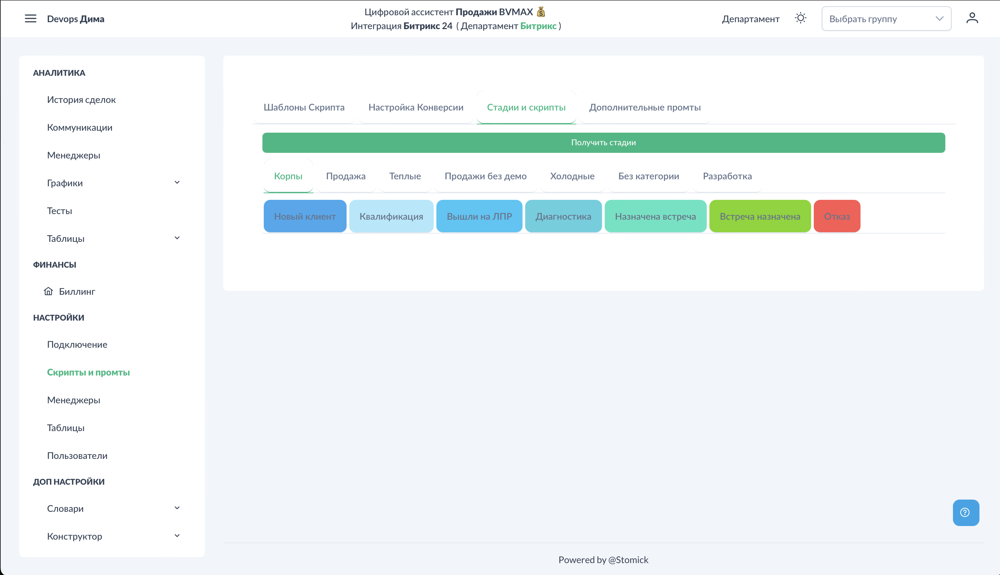 Devops Дима
Цифровой ассистент Продажи BVMAX 💰
Интеграция Битрикс 24 ( Департамент Битрикс )
Департамент
Выбрать группу
АНАЛИТИКА
История сделок
Коммуникации
Менеджеры
Графики
Тесты
Таблицы
ФИНАНСЫ
Биллинг
НАСТРОЙКИ
Подключение
Скрипты и промты
Менеджеры
Таблицы
Пользователи
ДОП НАСТРОЙКИ
Словари
Конструктор
Шаблоны Скрипта Настройка Конверсии Стадии и скрипты Дополнительные промты
Получить стадии
Корпы Продажа Теплые Продажи без демо Холодные Без категории Разработка
Новый клиент Квалификация Вышли на ЛПР Диагностика Назначена встреча Встреча назначена Отказ
Powered by @Stomick